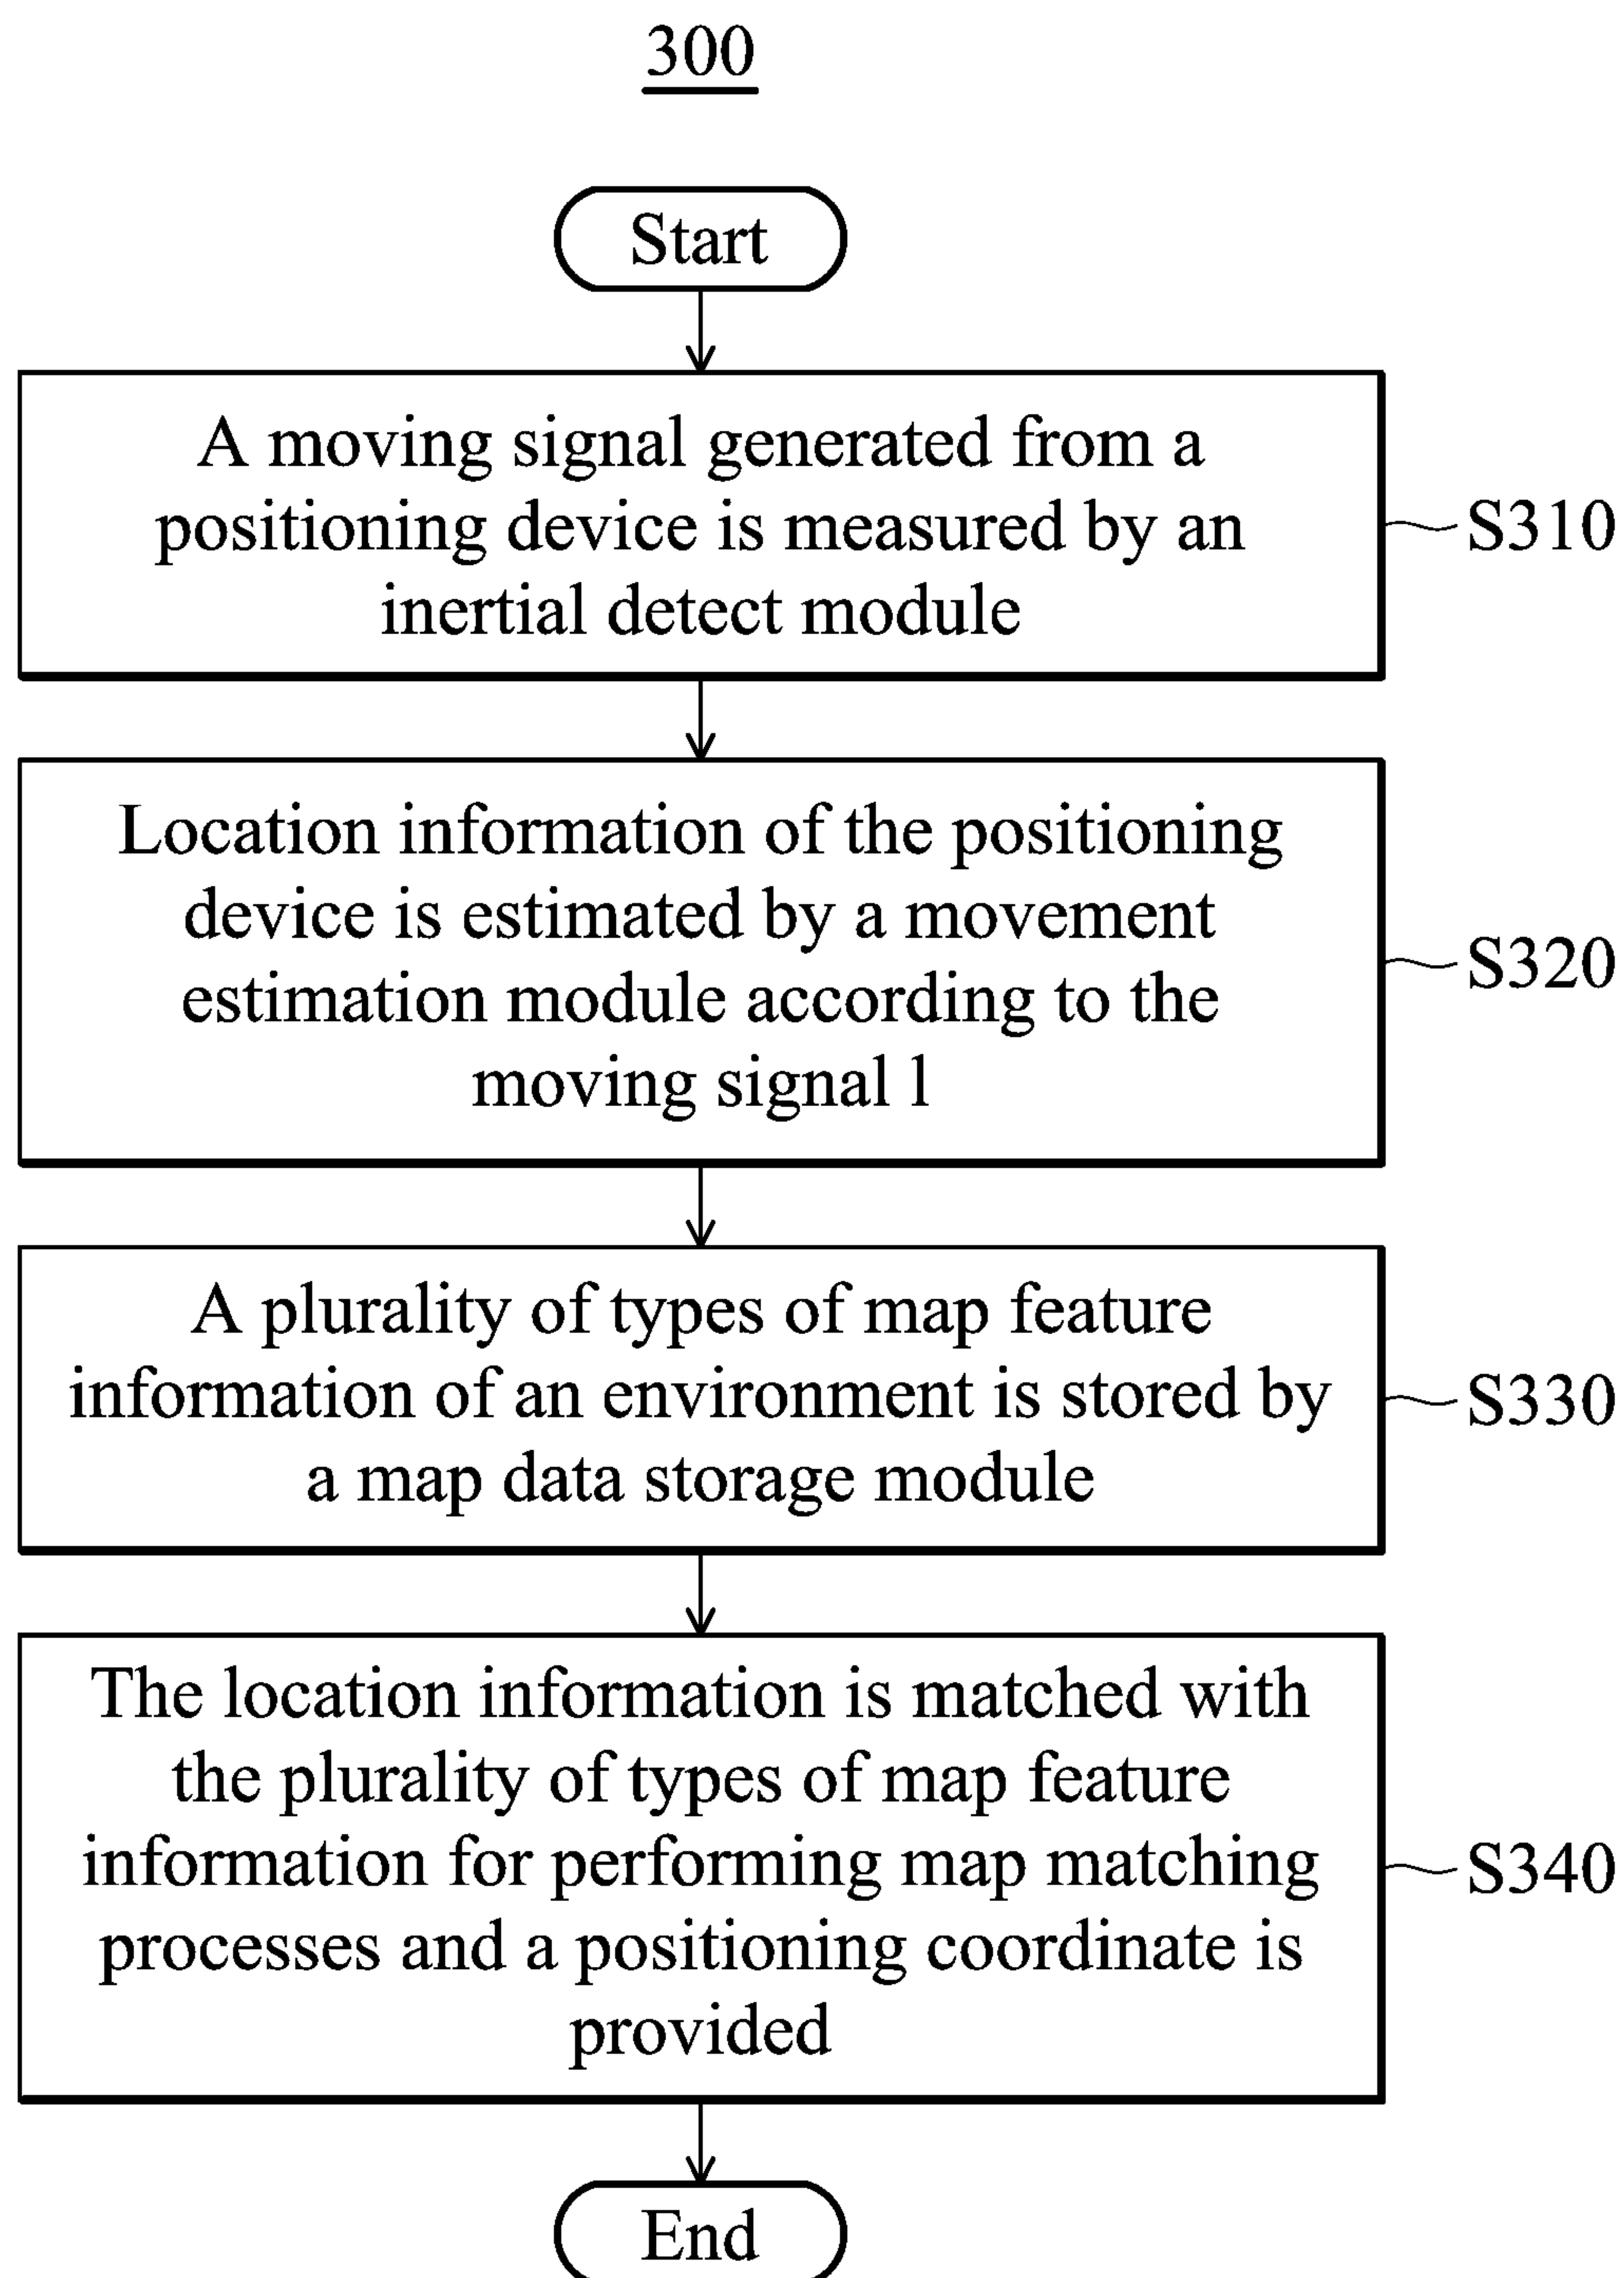 300
Start
A moving signal generated from a
positioning device is measured by an
inertial detect module
S310
Location information of the positioning
device is estimated by a movement
estimation module according to the
moving signal l
S320
A plurality of types of map feature
information of an environment is stored by
a map data storage module
S330
The location information is matched with
the plurality of types of map feature
information for performing map matching
processes and a positioning coordinate is
provided
S340
End